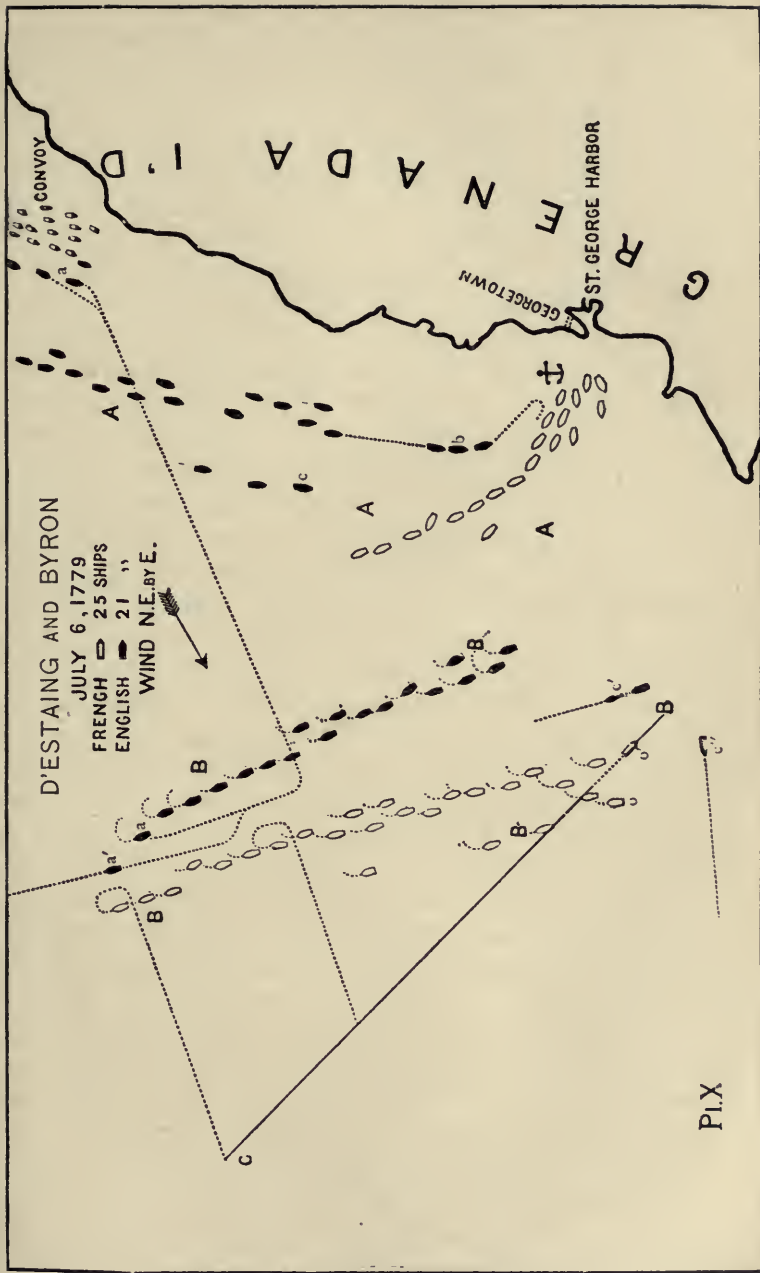 D'ESTAING AND BYRON
JULY 6, 1779
FRENCH 25 SHIPS
ENGLISH 21 ,,
WIND N.E. BY E.
CONVOY
a
A
c
b
A
A
GRENADA I'D
GEORGETOWN
ST. GEORGE HARBOR
B
a
a'
B
B'
B'
B
b
c'
c''
C
Pl.X